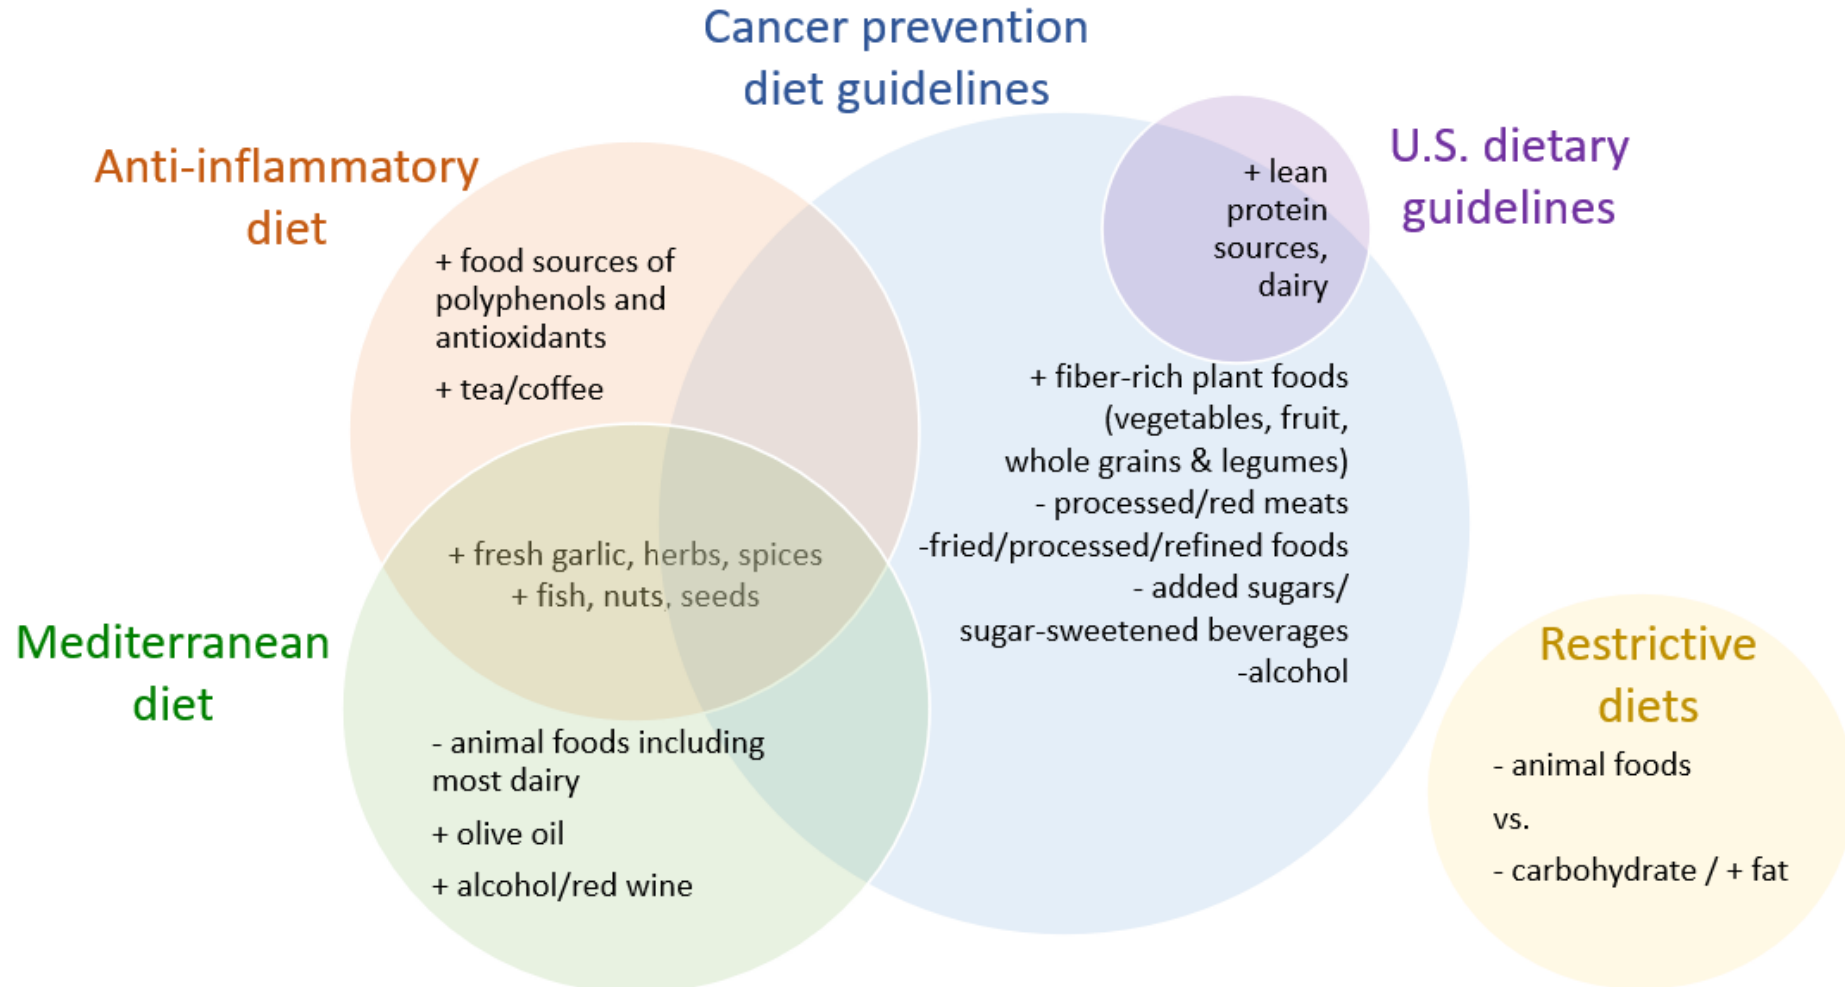 Cancer prevention
diet guidelines
Anti-inflammatory
diet
U.S. dietary
guidelines
+ lean
protein
sources,
dairy
+ food sources of
polyphenols and
antioxidants
+ tea/coffee
+ fiber-rich plant foods
(vegetables, fruit,
whole grains & legumes)
- processed/red meats
-fried/processed/refined foods
- added sugars/
sugar-sweetened beverages
-alcohol
+ fresh garlic, herbs, spices
+ fish, nuts, seeds
Mediterranean
diet
- animal foods including
most dairy
+ olive oil
+ alcohol/red wine
Restrictive
diets
- animal foods
vs.
- carbohydrate / + fat